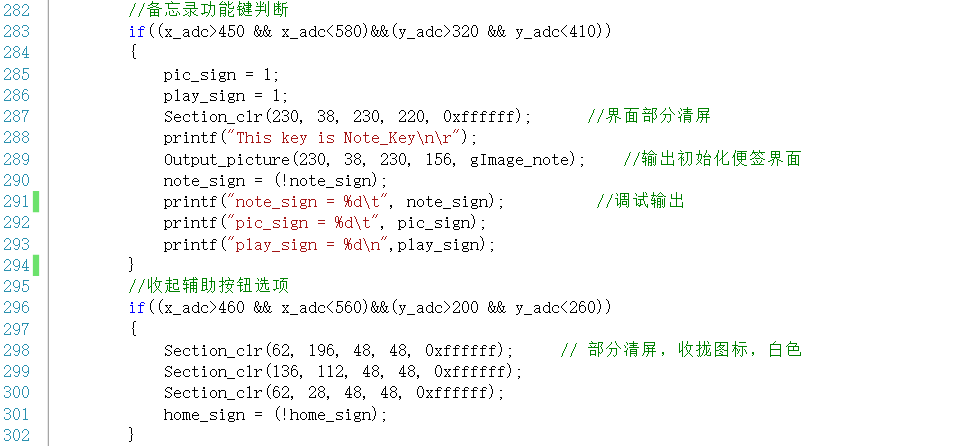 282 //备忘录功能键判断
283 if((x_adc>450 && x_adc<580)&&(y_adc>320 && y_adc<410))
284 {
285 pic_sign = 1;
286 play_sign = 1;
287 Section_clr(230, 38, 230, 220, 0xffffff); //界面部分清屏
288 printf("This key is Note_Key\n\r");
289 Output_picture(230, 38, 230, 156, gImage_note); //输出初始化便签界面
290 note_sign = (!note_sign);
291 printf("note_sign = %d\t", note_sign); //调试输出
292 printf("pic_sign = %d\t", pic_sign);
293 printf("play_sign = %d\n",play_sign);
294 }
295 //收起辅助按钮选项
296 if((x_adc>460 && x_adc<560)&&(y_adc>200 && y_adc<260))
297 {
298 Section_clr(62, 196, 48, 48, 0xffffff); // 部分清屏，收拢图标，白色
299 Section_clr(136, 112, 48, 48, 0xffffff);
300 Section_clr(62, 28, 48, 48, 0xffffff);
301 home_sign = (!home_sign);
302 }